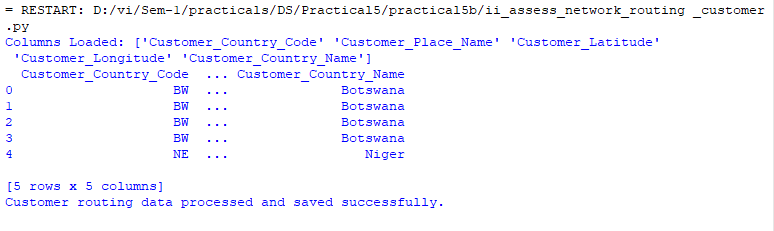 = RESTART: D:/vi/Sem-1/practicals/DS/Practical5/practical5b/ii_assess_network_routing _customer
.py
Columns Loaded: ['Customer_Country_Code' 'Customer_Place_Name' 'Customer_Latitude'
 'Customer_Longitude' 'Customer_Country_Name']
  Customer_Country_Code  ... Customer_Country_Name
0                    BW  ...              Botswana
1                    BW  ...              Botswana
2                    BW  ...              Botswana
3                    BW  ...              Botswana
4                    NE  ...                 Niger
[5 rows x 5 columns]
Customer routing data processed and saved successfully.